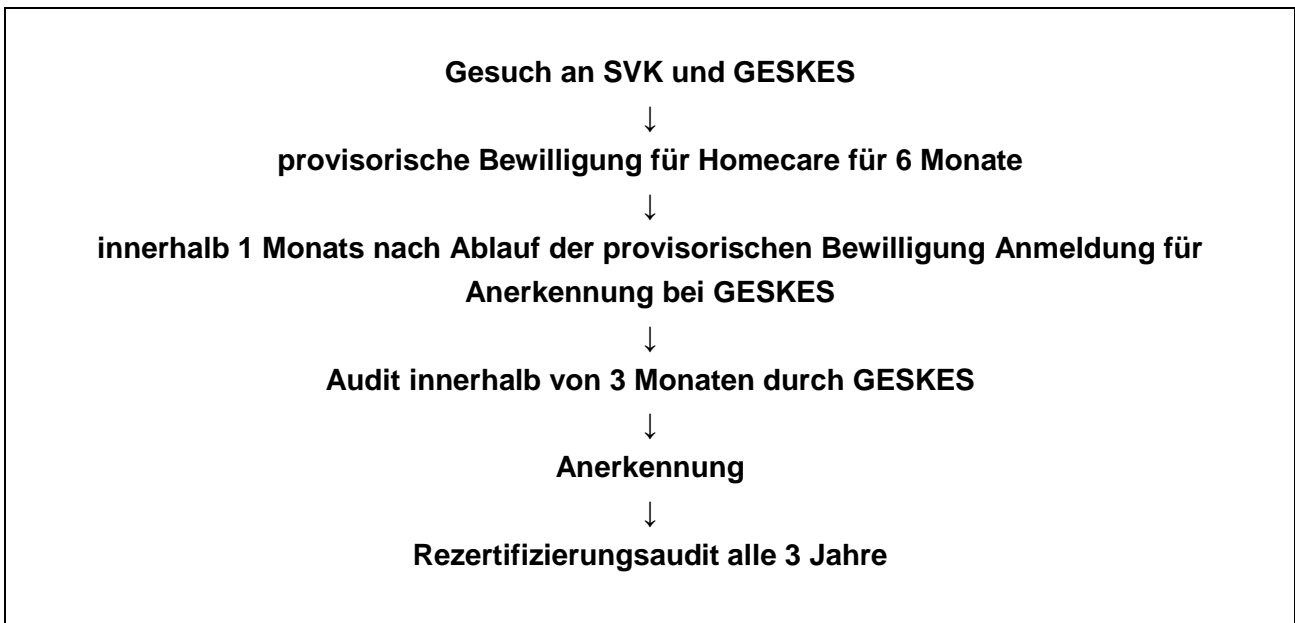 Gesuch an SVK und GESKES
↓
provisorische Bewilligung für Homecare für 6 Monate
↓
innerhalb 1 Monats nach Ablauf der provisorischen Bewilligung Anmeldung für
Anerkennung bei GESKES
↓
Audit innerhalb von 3 Monaten durch GESKES
↓
Anerkennung
↓
Rezertifizierungsaudit alle 3 Jahre